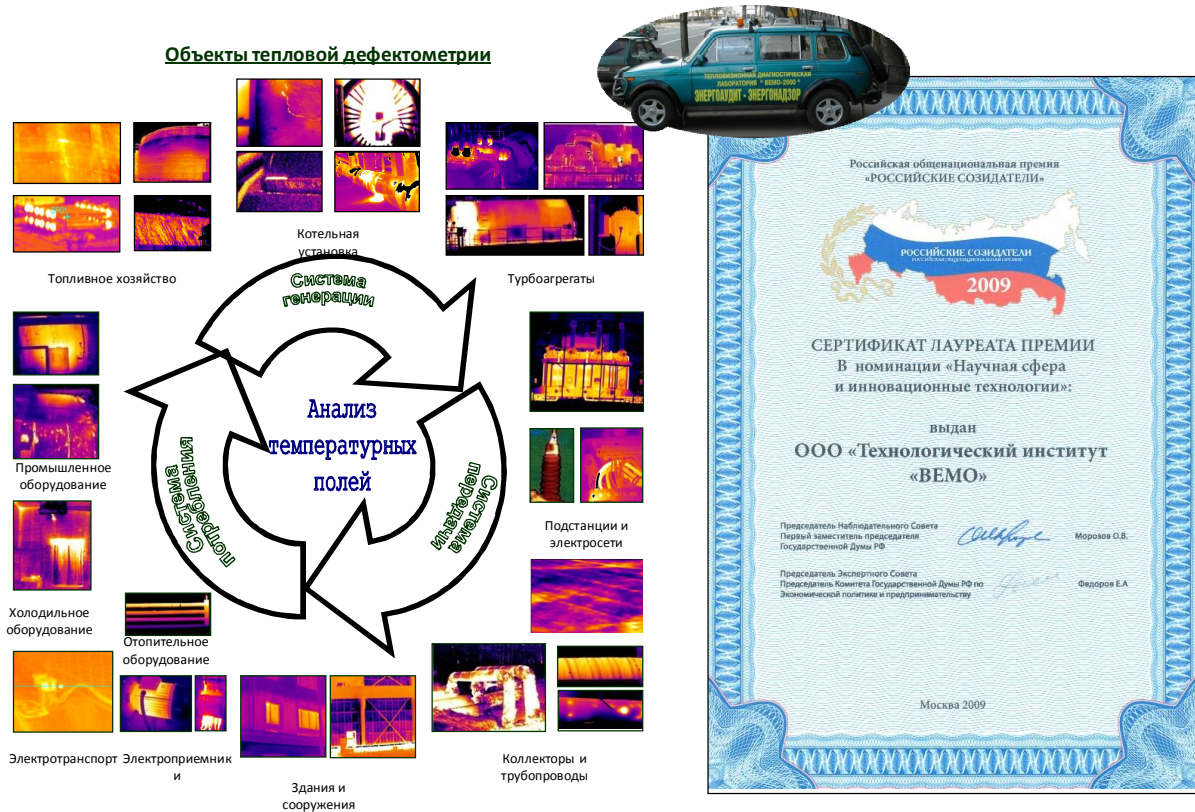 Объекты тепловой дефектометрии
ТЕПЛОВИЗИОННАЯ ДИАГНОСТИЧЕСКАЯ
ЛАБОРАТОРИЯ " ВЕМО-2000 "
ЭНЕРГОАУДИТ - ЭНЕРГОНАДЗОР
Котельная
установка
Топливное хозяйство
Турбоагрегаты
Система
генерации
Анализ
температурных
полей
Система
передачи
Система
потребления
Промышленное
оборудование
Подстанции и
электросети
Холодильное
оборудование
Отопительное
оборудование
Электротранспорт
Электроприемник
и
Здания и
сооружения
Коллекторы и
трубопроводы
Российская общенациональная премия
«РОССИЙСКИЕ СОЗИДАТЕЛИ»
РОССИЙСКИЕ СОЗИДАТЕЛИ
РОССИЙСКАЯ ОБЩЕНАЦИОНАЛЬНАЯ ПРЕМИЯ
2009
СЕРТИФИКАТ ЛАУРЕАТА ПРЕМИИ
В номинации «Научная сфера
и инновационные технологии»:
выдан
ООО «Технологический институт
«ВЕМО»
Председатель Наблюдательного Совета
Первый заместитель председателя
Государственной Думы РФ
Морозов О.В.
Председатель Экспертного Совета
Председатель Комитета Государственной Думы РФ по
Экономической политике и предпринимательству
Федоров Е.А
Москва 2009